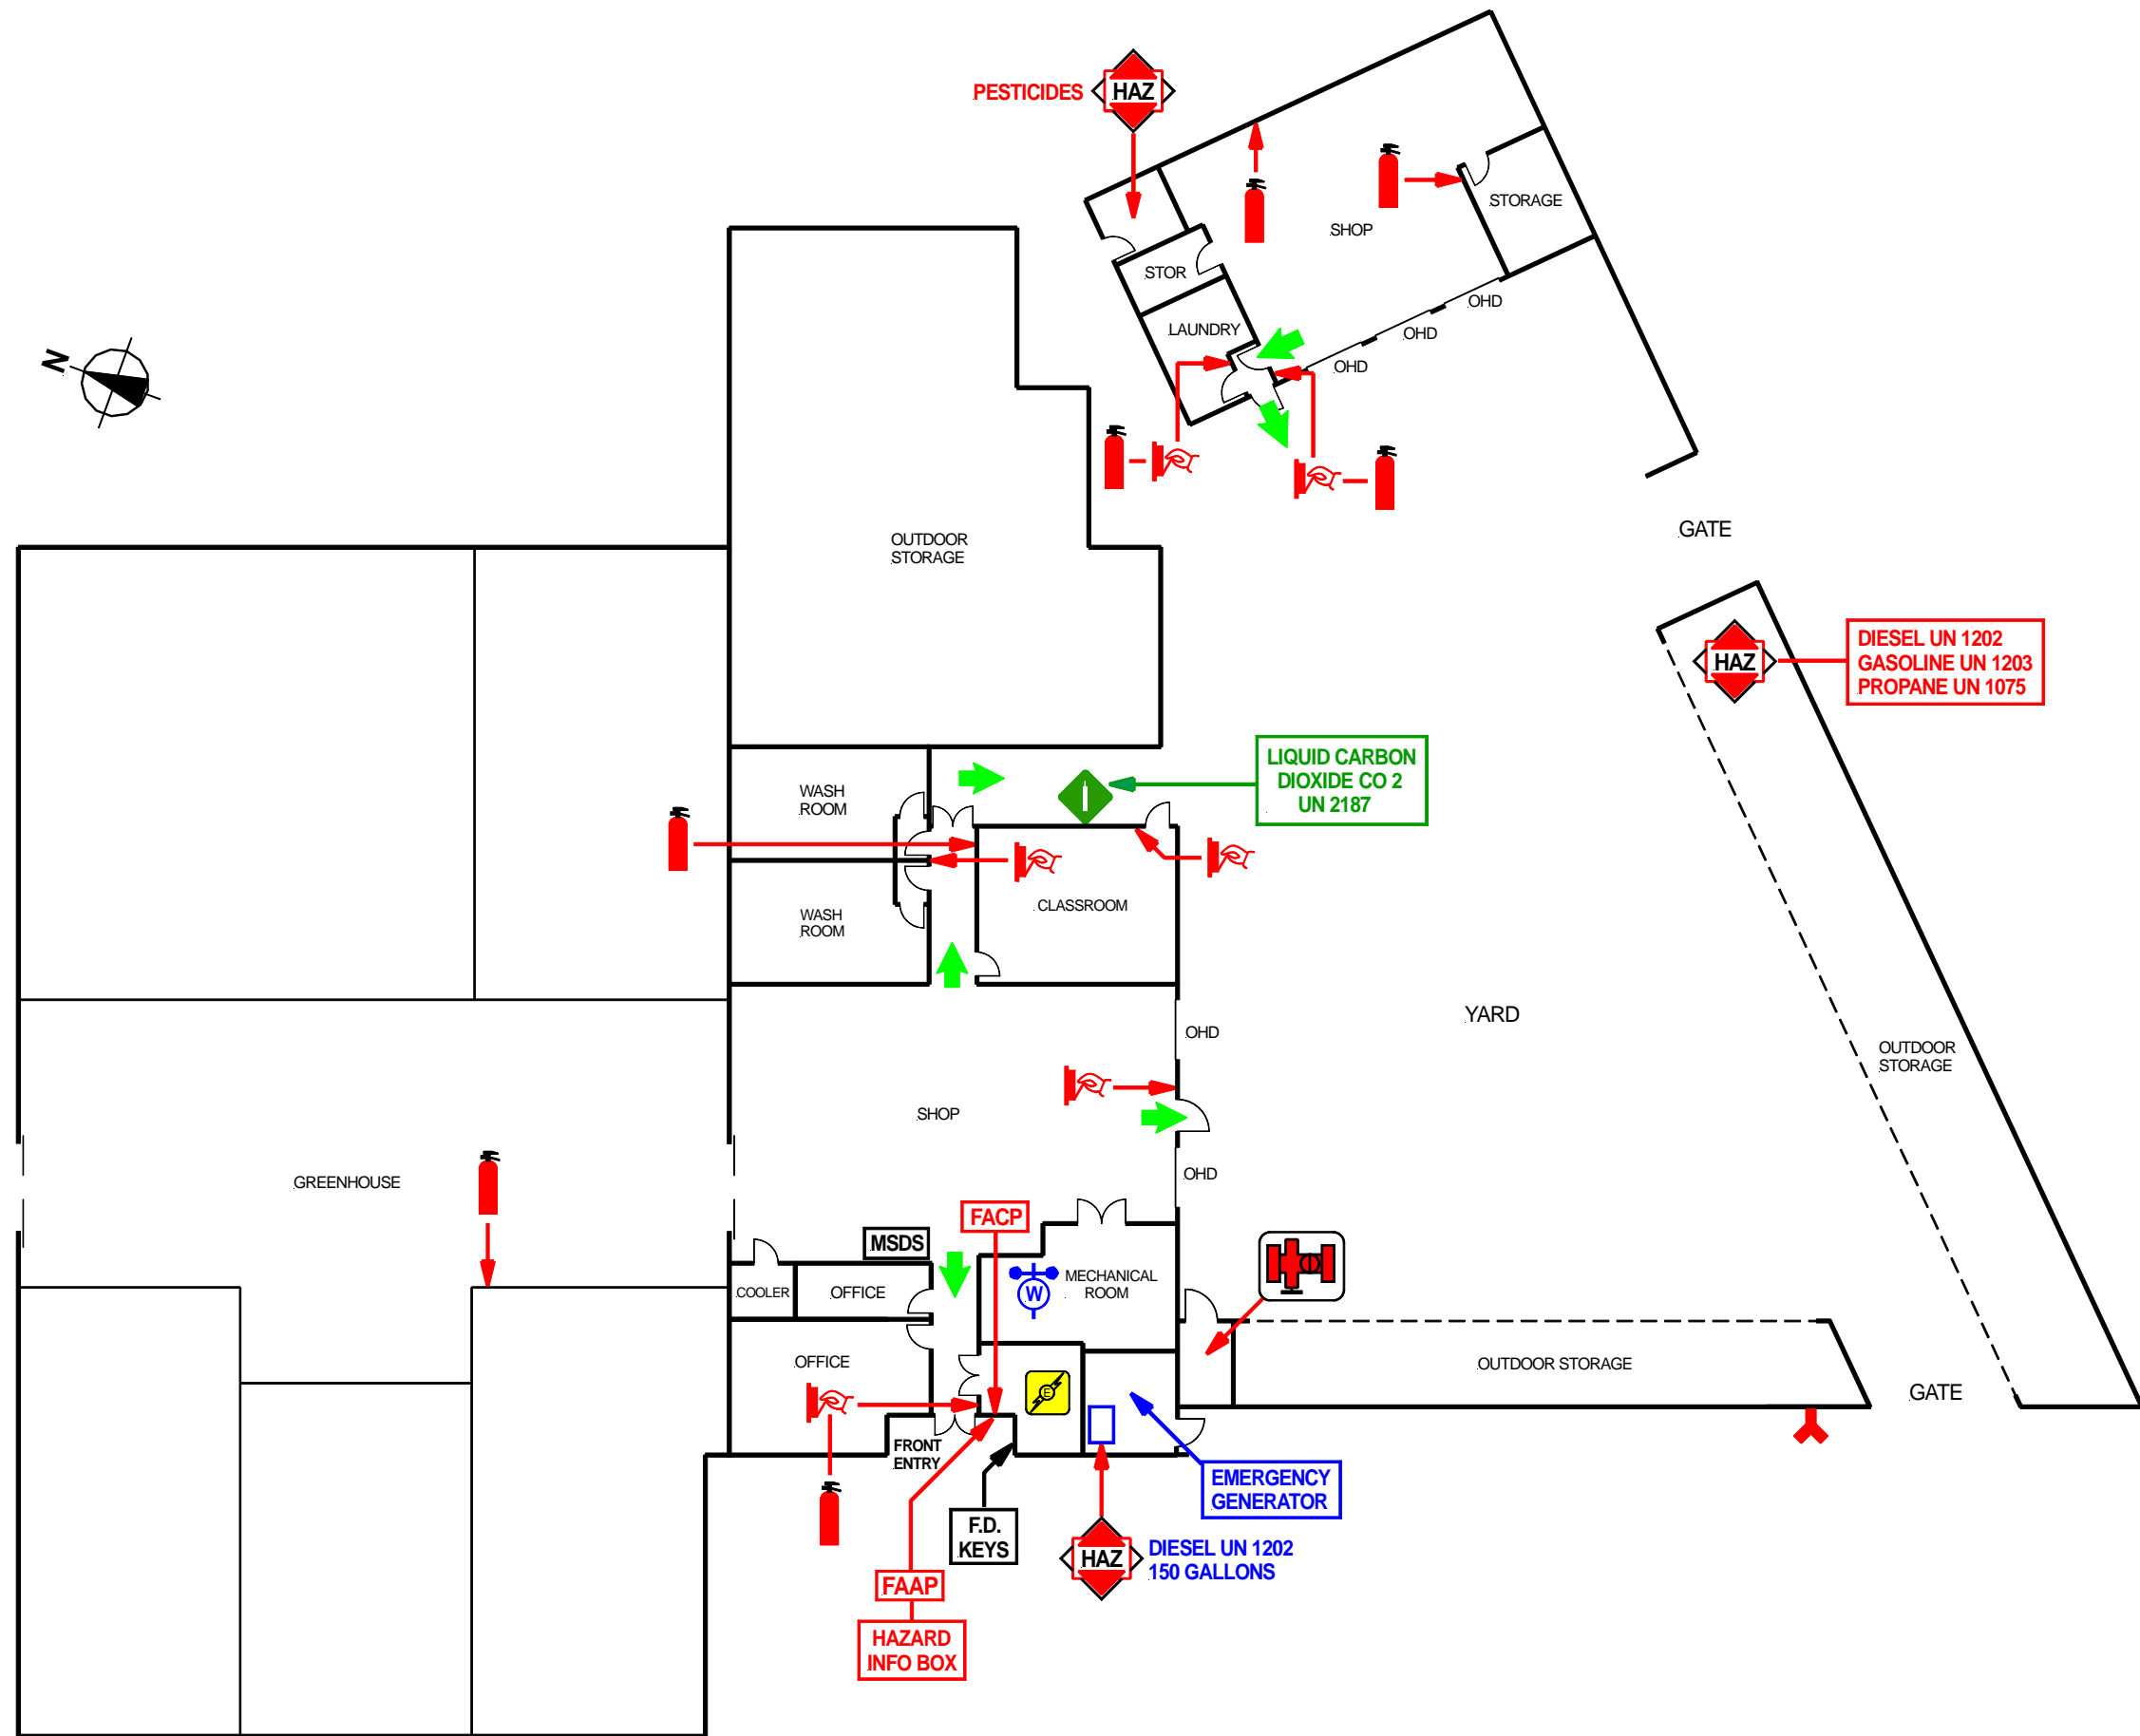 PESTICIDES
HAZ
STORAGE
SHOP
STOR
OHD
LAUNDRY
OHD
OHD
N
GATE
OUTDOOR
STORAGE
HAZ
DIESEL UN 1202
GASOLINE UN 1203
PROPANE UN 1075
LIQUID CARBON
DIOXIDE CO 2
UN 2187
WASH
ROOM
CLASSROOM
WASH
ROOM
YARD
OHD
OUTDOOR
STORAGE
SHOP
OHD
GREENHOUSE
FACP
MSDS
COOLER
OFFICE
W
MECHANICAL
ROOM
OFFICE
E
OUTDOOR STORAGE
GATE
FRONT
ENTRY
EMERGENCY
GENERATOR
F.D.
KEYS
HAZ
DIESEL UN 1202
150 GALLONS
FAAP
HAZARD
INFO BOX